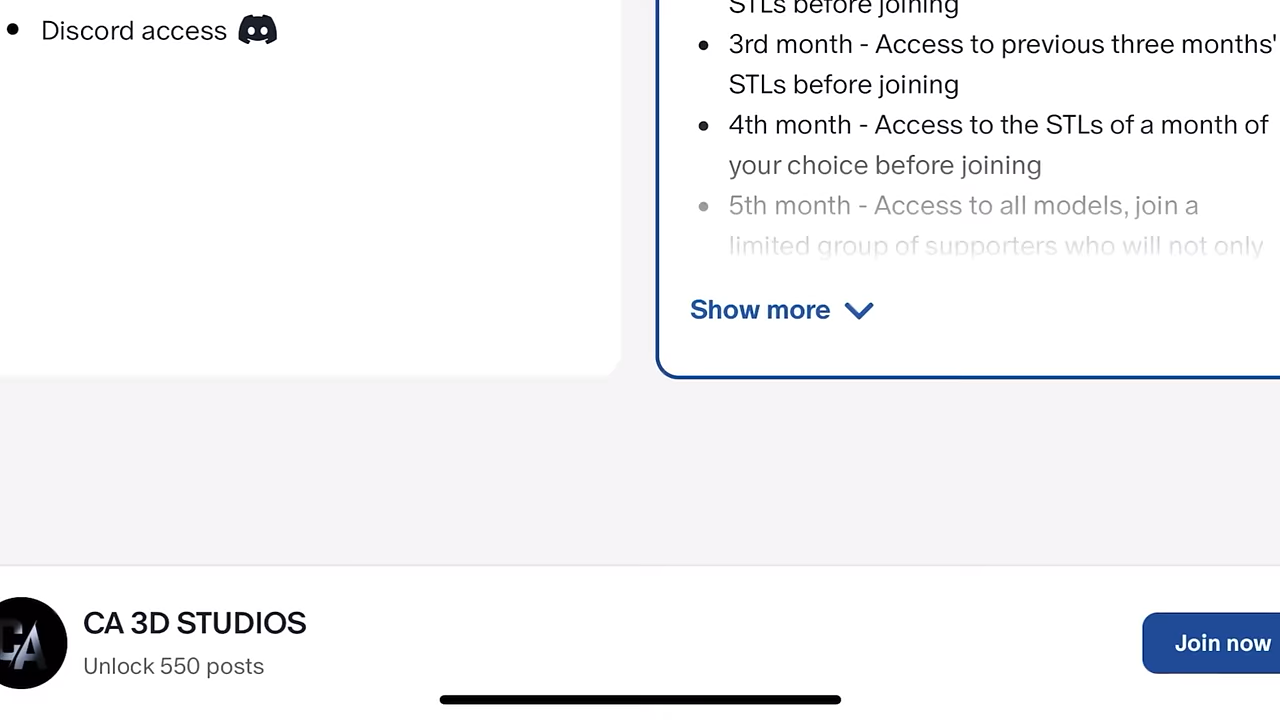 Discord access
STLs before joining
3rd month - Access to previous three months'
STLs before joining
4th month - Access to the STLs of a month of
your choice before joining
5th month - Access to all models, join a
limited group of supporters who will not only
Show more
CA
CA 3D STUDIOS
Unlock 550 posts
Join now